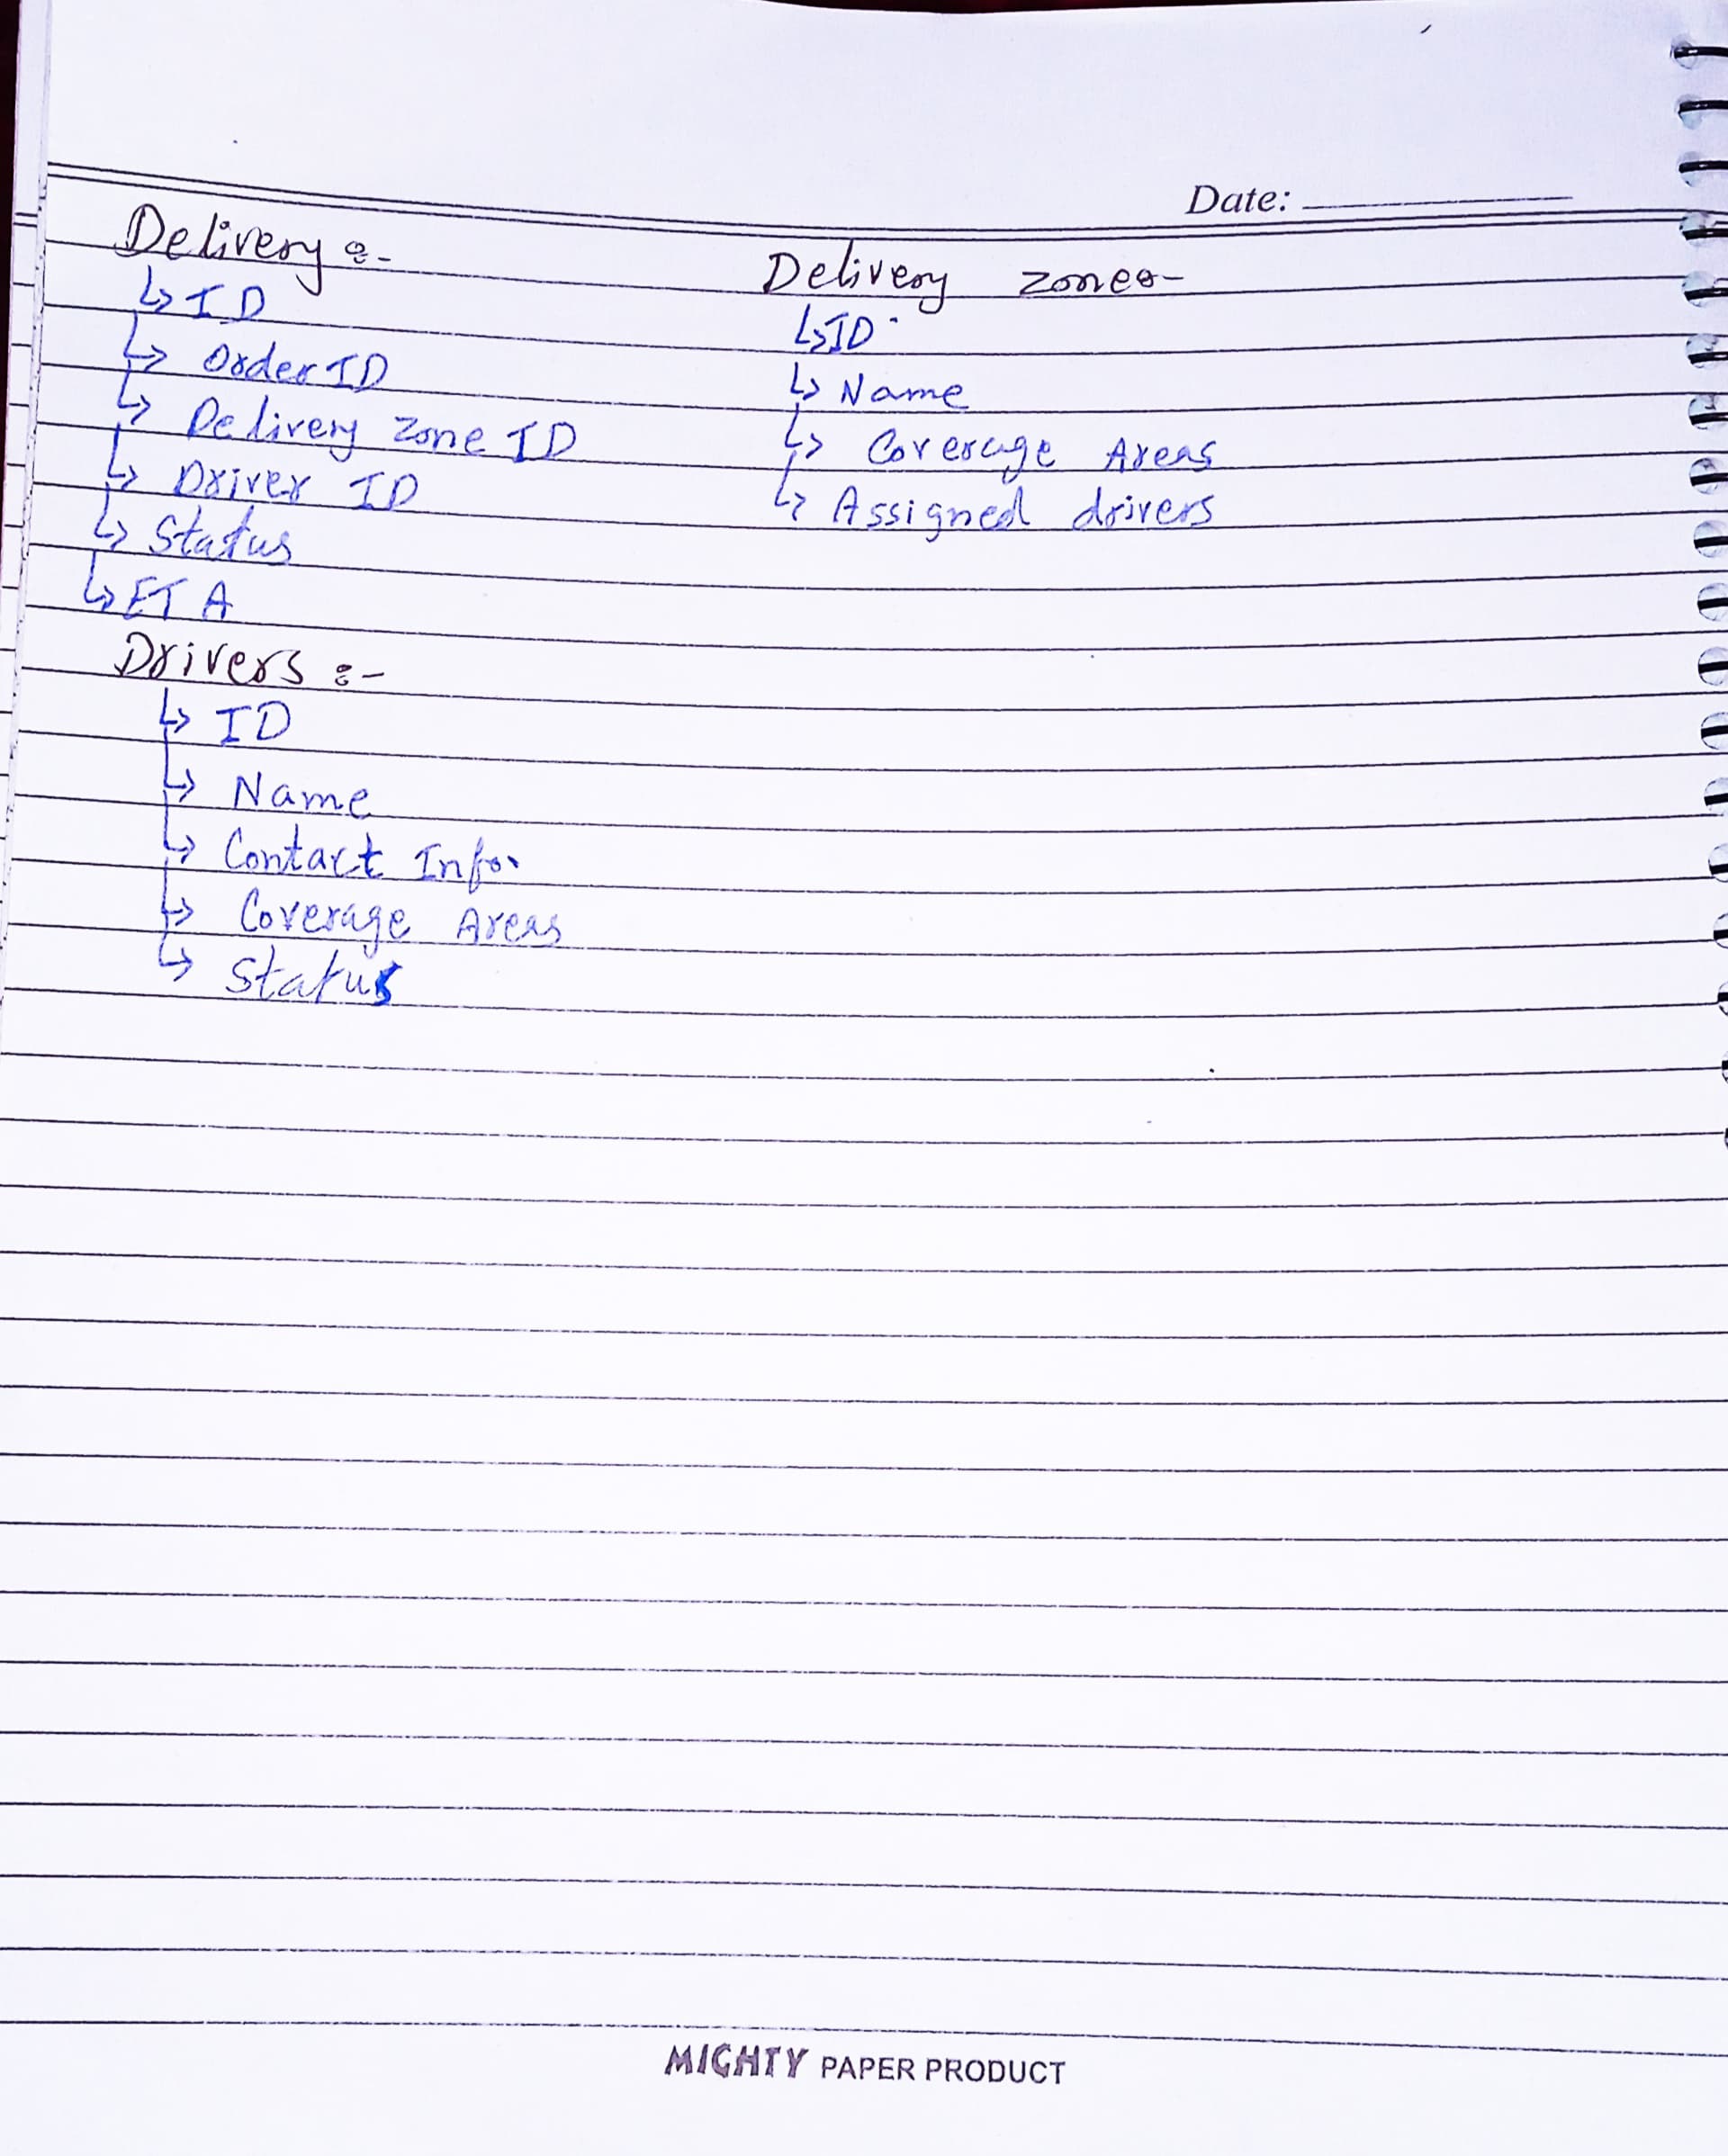 Date:
Delivery :-
ID
Order ID
Delivery Zone ID
Driver ID
Status
ETA
Delivery zone:-
ID
Name
Coverage Areas
Assigned drivers
Drivers :-
ID
Name
Contact Info.
Coverage Areas
Status
MIGHTY PAPER PRODUCT